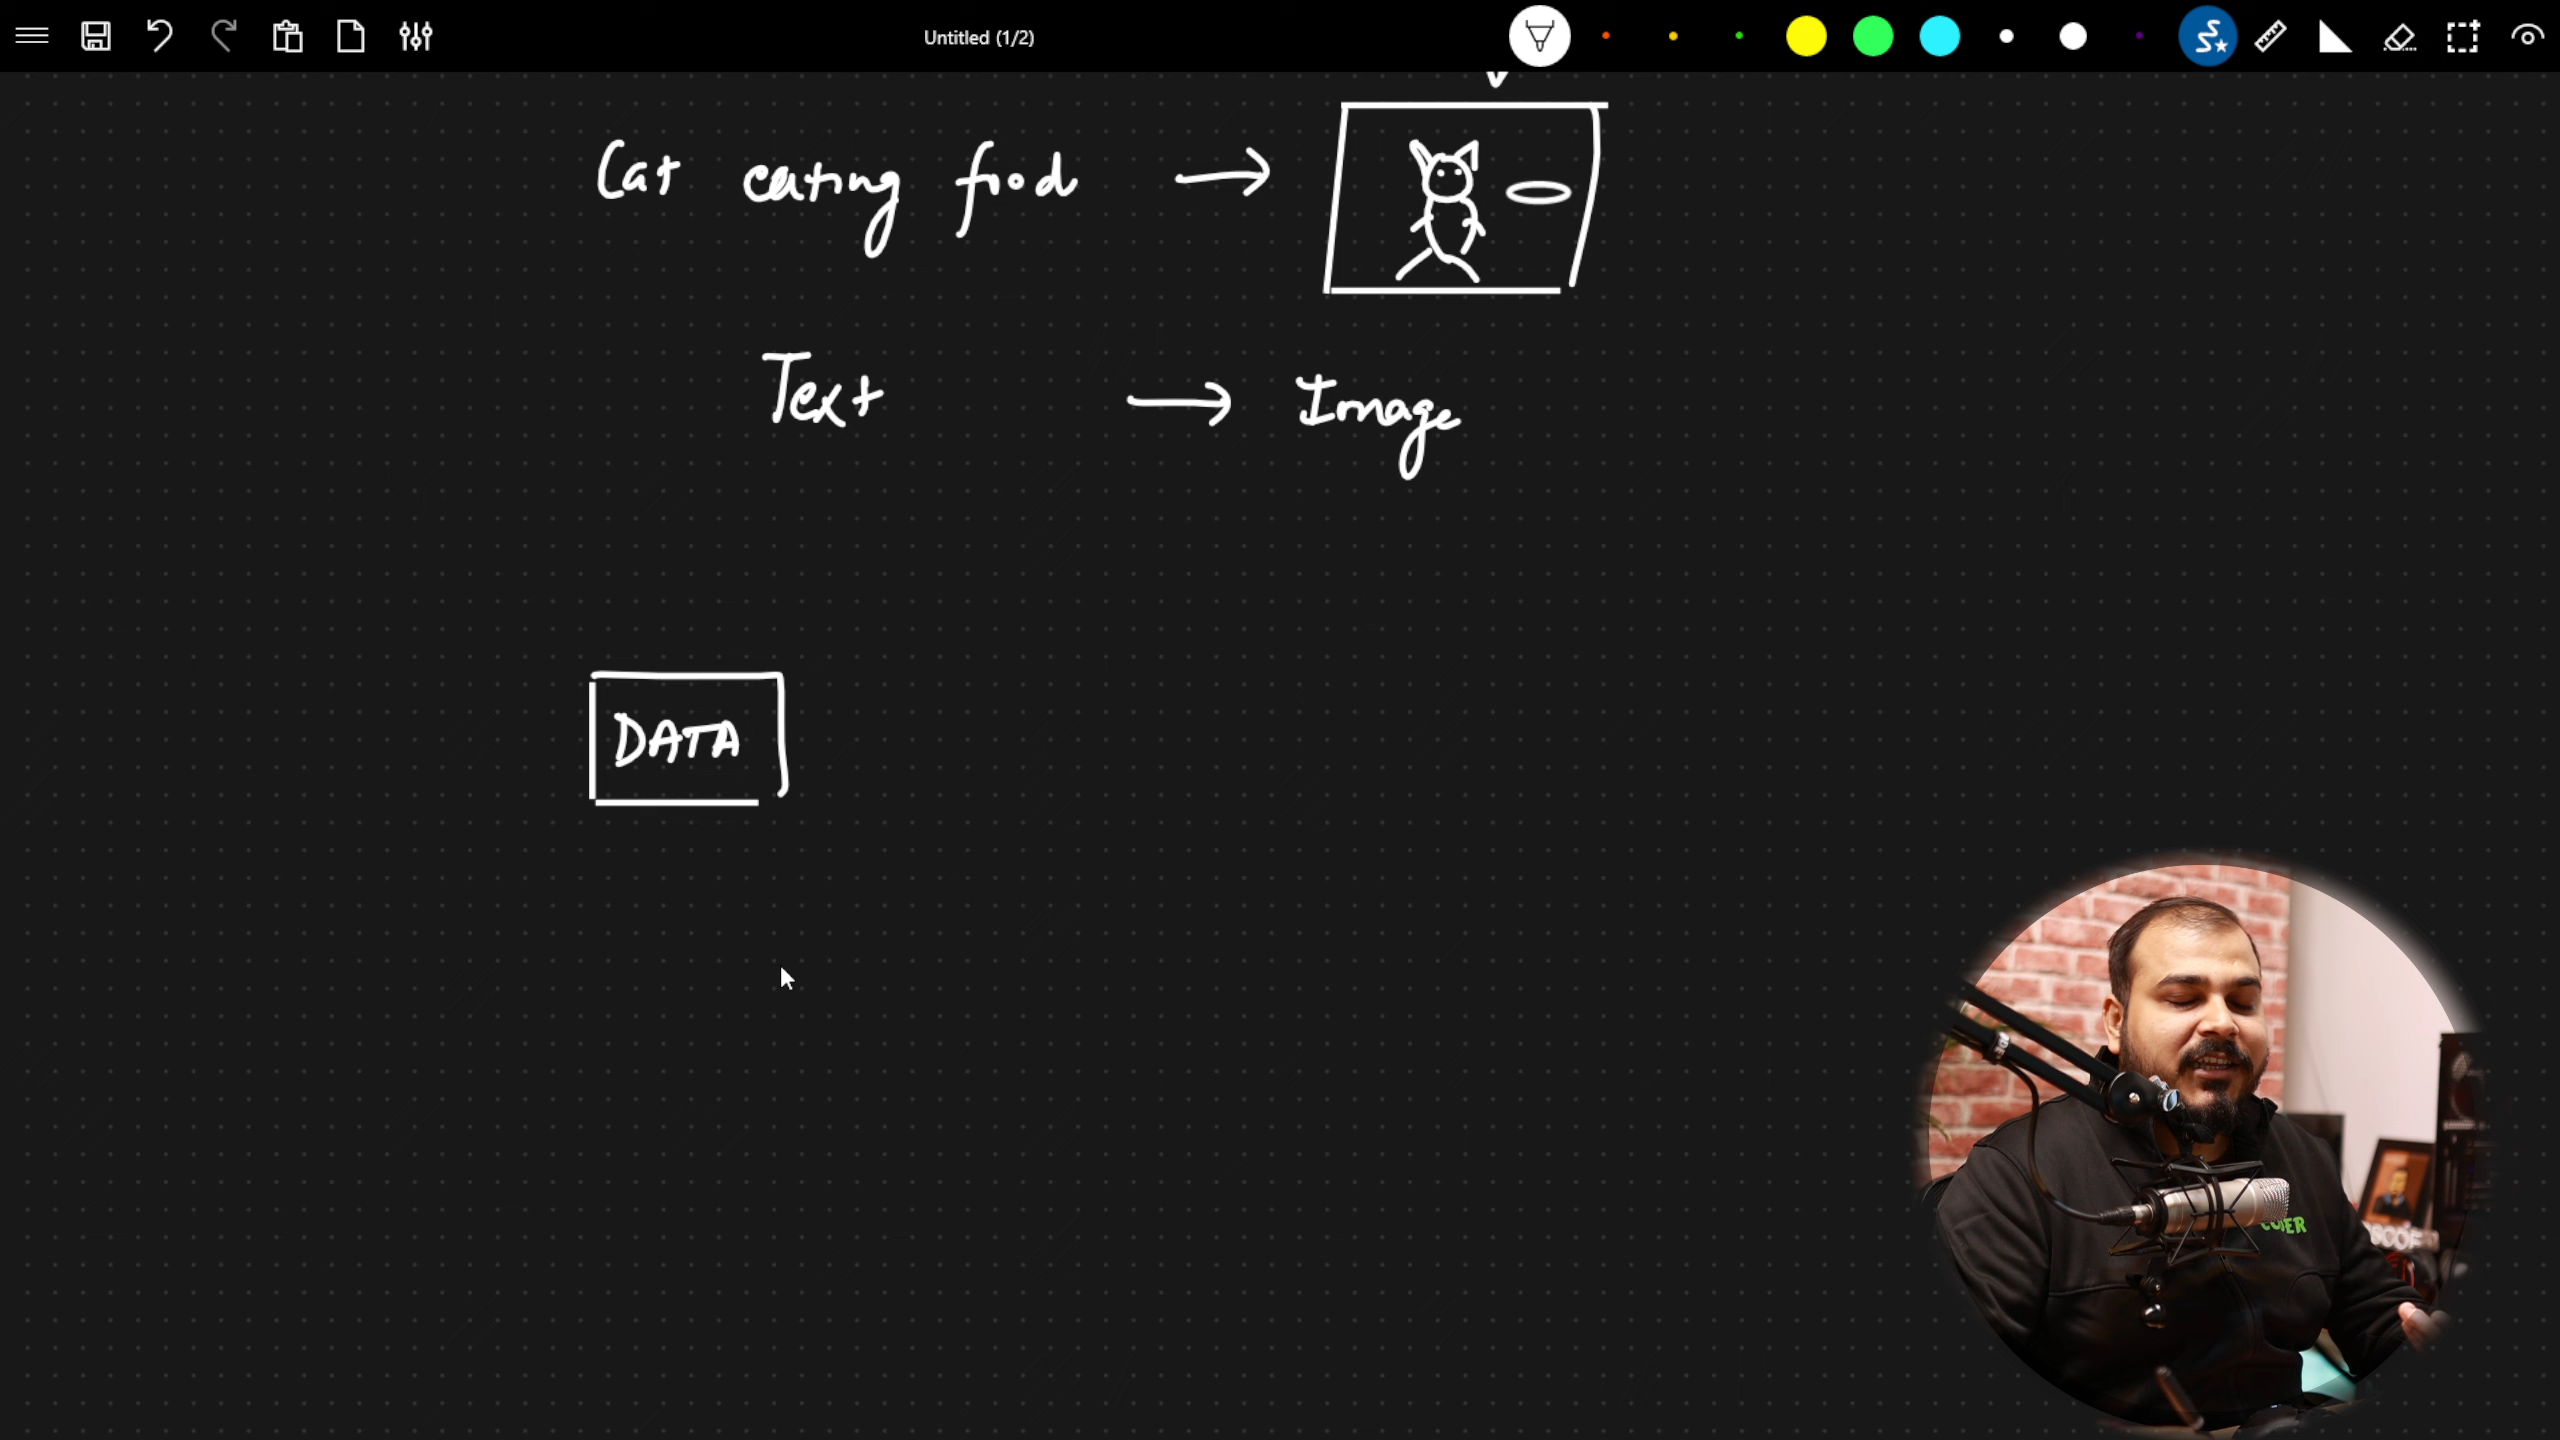 Untitled (1/2)
Cat eating food →
Text → Image
DATA